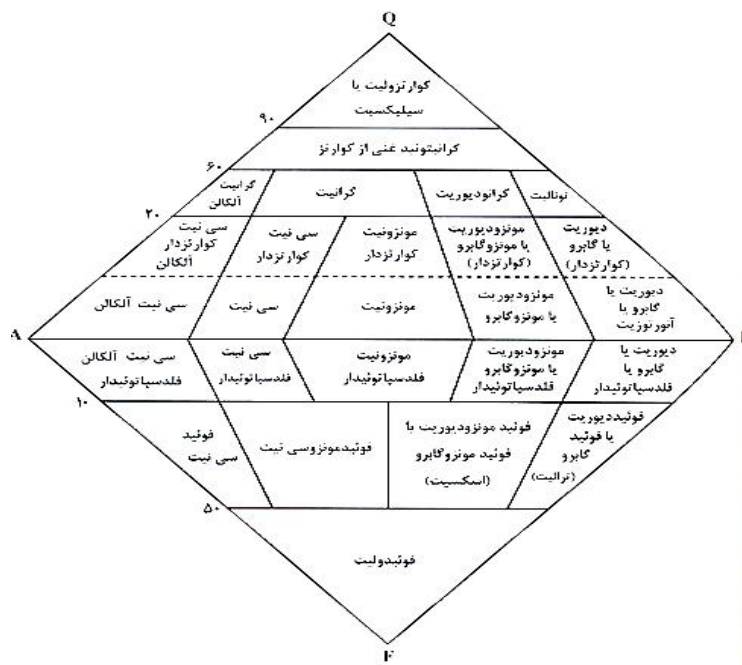 Q
کوارتزولیت یا
سیلیکسیت
۹۰
کرانیتوئید غنی از کوارتز
۶۰
گرانیت
آلکالن
گرانیت
گرانودیوریت
تونالیت
۲۰
سی نیت
کوارتزدار
آلکالن
سی نیت
کوارتزدار
مونزونیت
کوارتزدار
مونزودیوریت
یا مونزوگابرو
(کوارتزدار)
دیوریت
یا گابرو
(کوارتزدار)
سی نیت آلکالن
سی نیت
مونزونیت
مونزودیوریت
یا مونزوگابرو
دیوریت یا
گابرو یا
آنورتوزیت
A
سی نیت آلکالن
فلدسپاتوئیدار
سی نیت
فلدسپاتوئیدار
مونزونیت
فلدسپاتوئیدار
مونزودیوریت
یا مونزوگابرو
فلدسپاتوئیدار
دیوریت یا
گابرو یا
فلدسپاتوئیدار
۱۰
فوئید
سی نیت
فوئیدمونزوسی نیت
فوئید مونزودیوریت یا
فوئید مونزوگابرو
(اسکسیت)
فوئیددیوریت
یا فوئید
گابرو
(ترالیت)
۵۰
فوئیدولیت
F